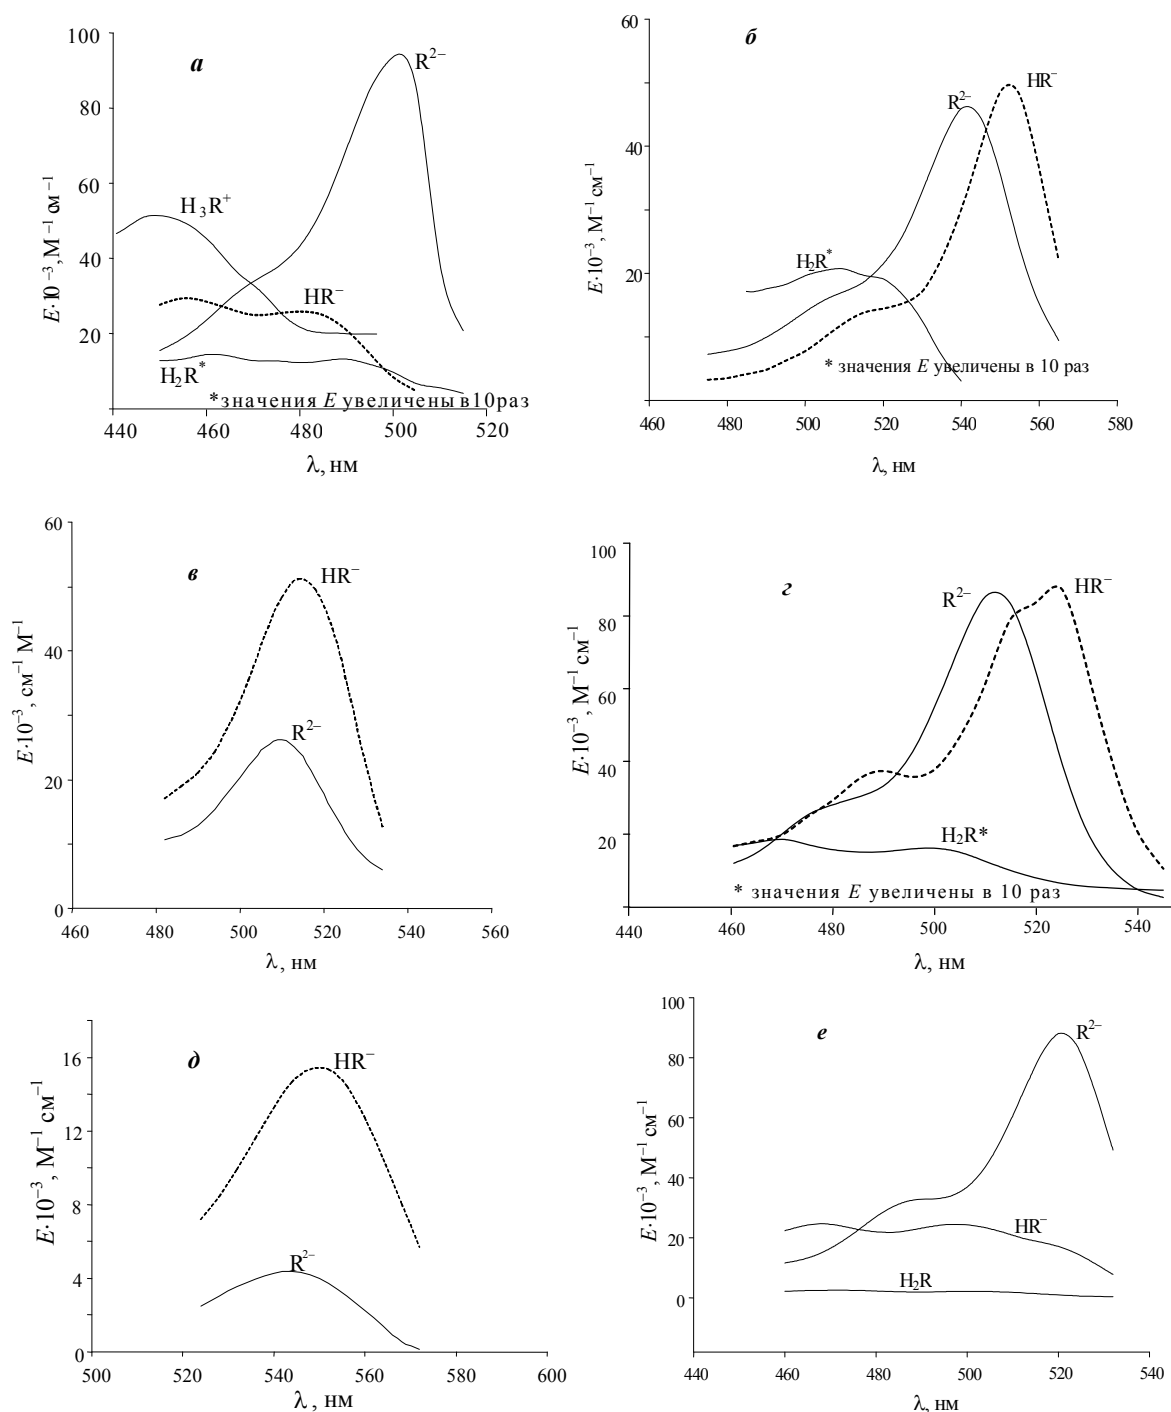 а
E·10⁻³, М⁻¹ см⁻¹
100
80
60
40
20
440
460
480
500
520
λ, нм
R²⁻
H₃R⁺
HR⁻
H₂R*
*значения E увеличены в 10 раз
б
E·10⁻³, М⁻¹ см⁻¹
60
40
20
460
480
500
520
540
560
580
λ, нм
HR⁻
R²⁻
H₂R*
* значения E увеличены в 10 раз
в
E·10⁻³, см⁻¹ М⁻¹
60
40
20
0
460
480
500
520
540
560
λ, нм
HR⁻
R²⁻
г
E·10⁻³, М⁻¹ см⁻¹
100
80
60
40
20
440
460
480
500
520
540
λ, нм
R²⁻
HR⁻
H₂R*
* значения E увеличены в 10 раз
д
E·10⁻³, М⁻¹ см⁻¹
16
12
8
4
0
500
520
540
560
580
600
λ, нм
HR⁻
R²⁻
е
E·10⁻³, М⁻¹ см⁻¹
100
80
60
40
20
0
440
460
480
500
520
540
λ, нм
R²⁻
HR⁻
H₂R